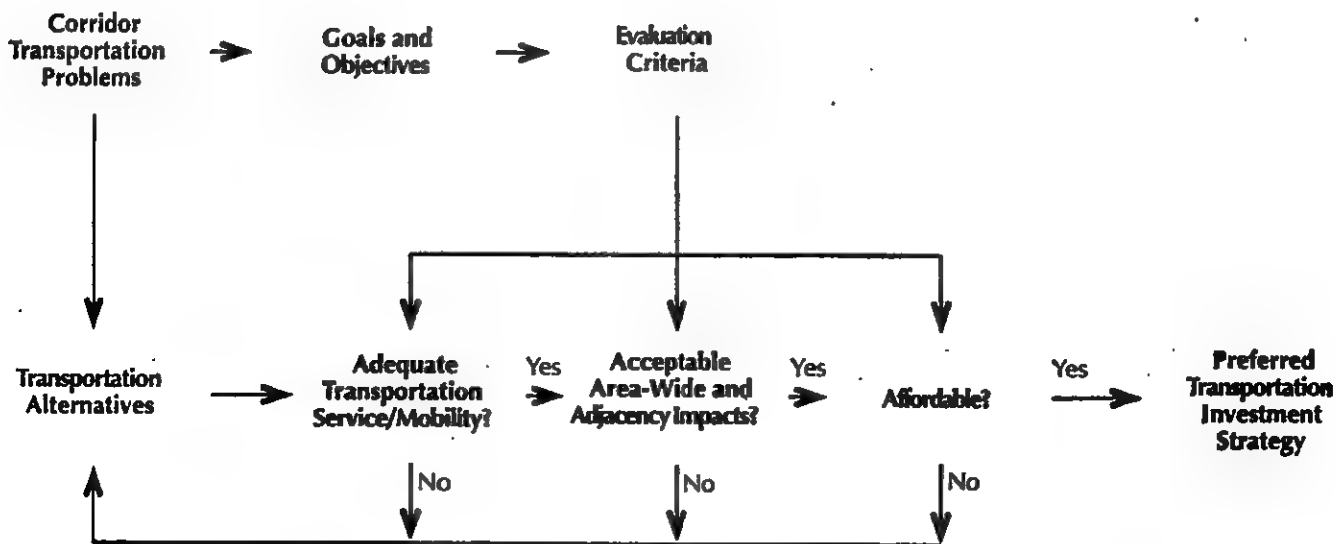 Corridor
Transportation
Problems
Goals and
Objectives
Evaluation
Criteria
Transportation
Alternatives
Adequate
Transportation
Service/Mobility?
Yes
Acceptable
Area-Wide and
Adjacency Impacts?
Yes
Affordable?
Yes
Preferred
Transportation
Investment
Strategy
No
No
No